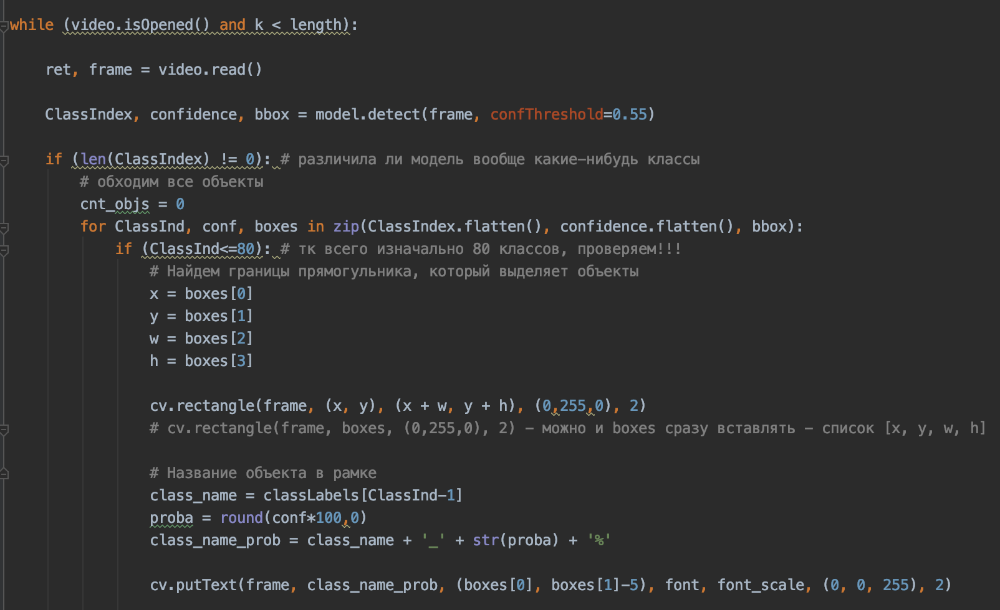 while (video.isOpened() and k < length):
ret, frame = video.read()
ClassIndex, confidence, bbox = model.detect(frame, confThreshold=0.55)
if (len(ClassIndex) != 0): # различила ли модель вообще какие-нибудь классы
# обходим все объекты
cnt_objs = 0
for ClassInd, conf, boxes in zip(ClassIndex.flatten(), confidence.flatten(), bbox):
if (ClassInd<=80): # тк всего изначально 80 классов, проверяем!!!
# Найдем границы прямогульника, который выделяет объекты
x = boxes[0]
y = boxes[1]
w = boxes[2]
h = boxes[3]
cv.rectangle(frame, (x, y), (x + w, y + h), (0,255,0), 2)
# cv.rectangle(frame, boxes, (0,255,0), 2) - можно и boxes сразу вставлять - список [x, y, w, h]
# Название объекта в рамке
class_name = classLabels[ClassInd-1]
proba = round(conf*100,0)
class_name_prob = class_name + '_' + str(proba) + '%'
cv.putText(frame, class_name_prob, (boxes[0], boxes[1]-5), font, font_scale, (0, 0, 255), 2)